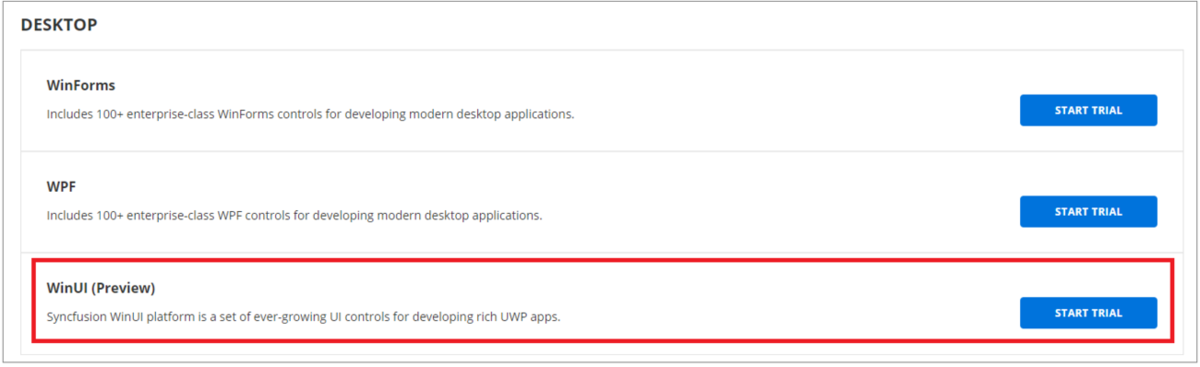 DESKTOP
WinForms
Includes 100+ enterprise-class WinForms controls for developing modern desktop applications.
START TRIAL
WPF
Includes 100+ enterprise-class WPF controls for developing modern desktop applications.
START TRIAL
WinUI (Preview)
Syncfusion WinUI platform is a set of ever-growing UI controls for developing rich UWP apps.
START TRIAL